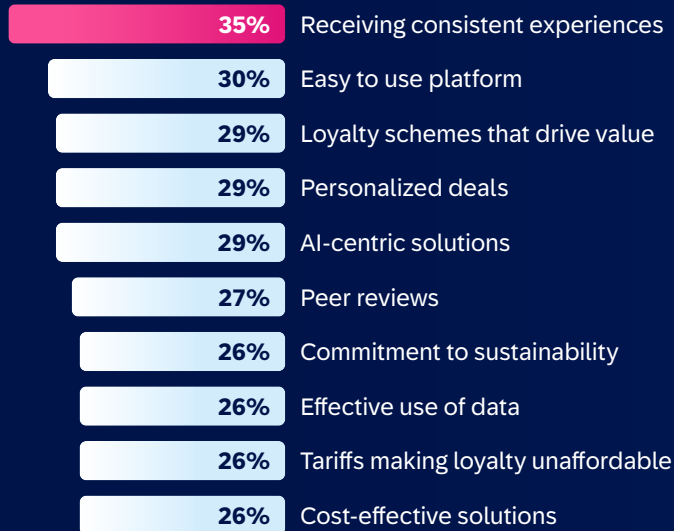 35% Receiving consistent experiences
30% Easy to use platform
29% Loyalty schemes that drive value
29% Personalized deals
29% AI-centric solutions
27% Peer reviews
26% Commitment to sustainability
26% Effective use of data
26% Tariffs making loyalty unaffordable
26% Cost-effective solutions